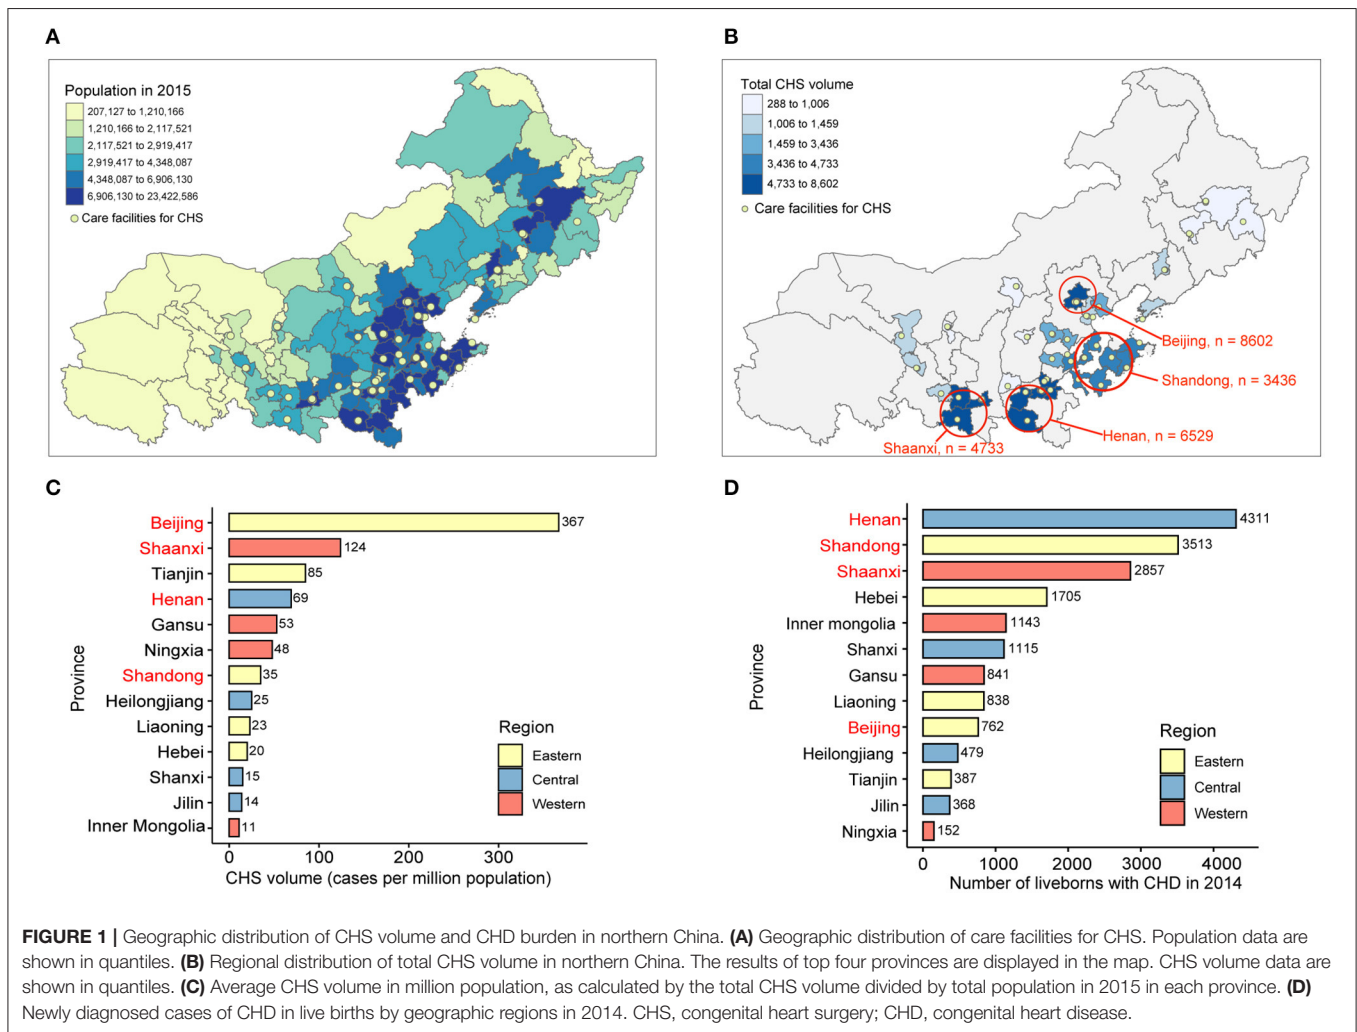 A
Population in 2015
207,127 to 1,210,166
1,210,166 to 2,117,521
2,117,521 to 2,919,417
2,919,417 to 4,348,087
4,348,087 to 6,906,130
6,906,130 to 23,422,586
Care facilities for CHS
B
Total CHS volume
288 to 1,006
1,006 to 1,459
1,459 to 3,436
3,436 to 4,733
4,733 to 8,602
Care facilities for CHS
Beijing, n = 8602
Shandong, n = 3436
Henan, n = 6529
Shaanxi, n = 4733
C
Province
Beijing 367
Shaanxi 124
Tianjin 85
Henan 69
Gansu 53
Ningxia 48
Shandong 35
Heilongjiang 25
Liaoning 23
Hebei 20
Shanxi 15
Jilin 14
Inner Mongolia 11
0 100 200 300
CHS volume (cases per million population)
Region
Eastern
Central
Western
D
Province
Henan 4311
Shandong 3513
Shaanxi 2857
Hebei 1705
Inner mongolia 1143
Shanxi 1115
Gansu 841
Liaoning 838
Beijing 762
Heilongjiang 479
Tianjin 387
Jilin 368
Ningxia 152
0 1000 2000 3000 4000
Number of liveborns with CHD in 2014
Region
Eastern
Central
Western
FIGURE 1 | Geographic distribution of CHS volume and CHD burden in northern China. (A) Geographic distribution of care facilities for CHS. Population data are
shown in quantiles. (B) Regional distribution of total CHS volume in northern China. The results of top four provinces are displayed in the map. CHS volume data are
shown in quantiles. (C) Average CHS volume in million population, as calculated by the total CHS volume divided by total population in 2015 in each province. (D)
Newly diagnosed cases of CHD in live births by geographic regions in 2014. CHS, congenital heart surgery; CHD, congenital heart disease.